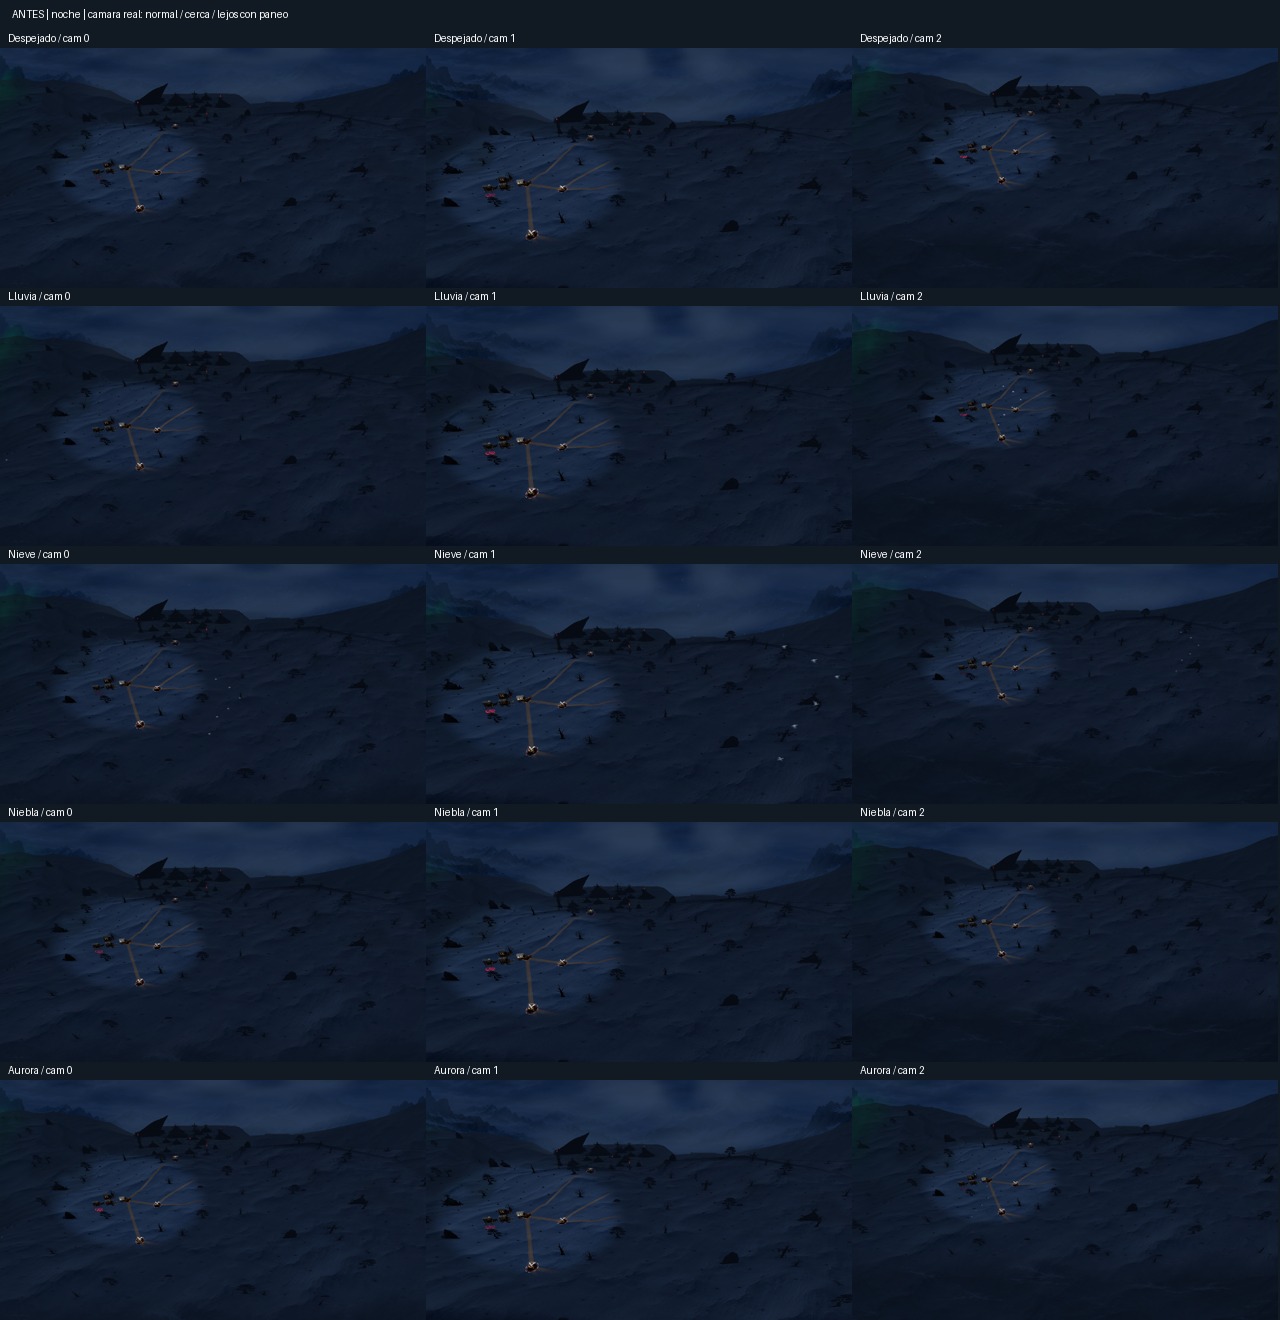 ANTES | noche | camara real: normal / cerca / lejos con paneo
Despejado / cam 0
Despejado / cam 1
Despejado / cam 2
Lluvia / cam 0
Lluvia / cam 1
Lluvia / cam 2
Nieve / cam 0
Nieve / cam 1
Nieve / cam 2
Niebla / cam 0
Niebla / cam 1
Niebla / cam 2
Aurora / cam 0
Aurora / cam 1
Aurora / cam 2